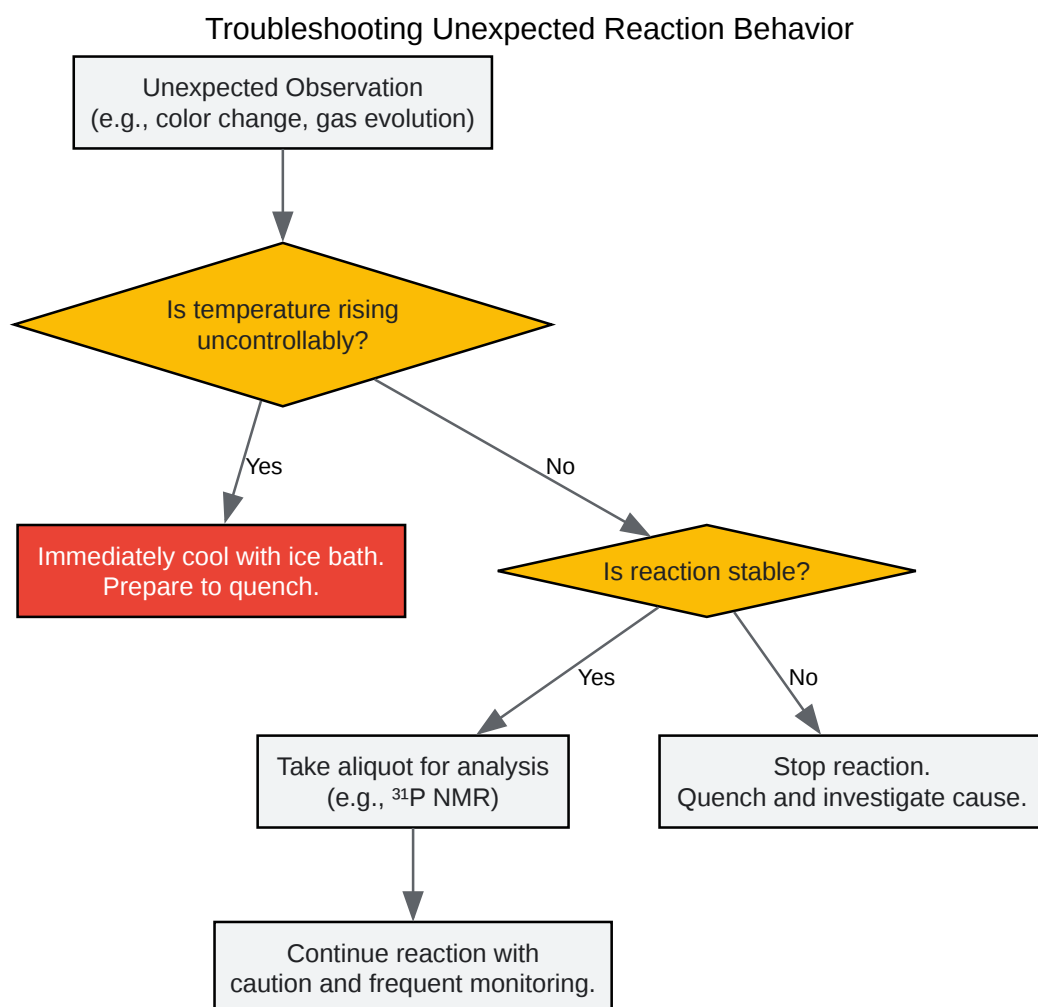 Troubleshooting Unexpected Reaction Behavior
Unexpected Observation
(e.g., color change, gas evolution)
Is temperature rising
uncontrollably?
Yes
No
Immediately cool with ice bath.
Prepare to quench.
Is reaction stable?
Yes
No
Take aliquot for analysis
(e.g., ³¹P NMR)
Stop reaction.
Quench and investigate cause.
Continue reaction with
caution and frequent monitoring.